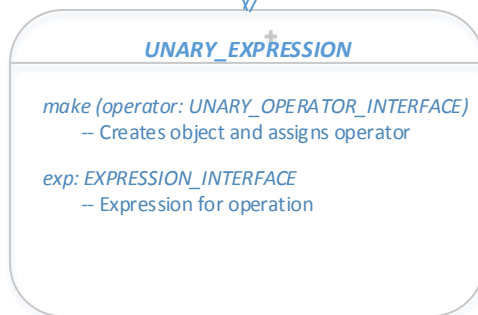 UNARY_EXPRESSION
make (operator: UNARY_OPERATOR_INTERFACE)
-- Creates object and assigns operator
exp: EXPRESSION_INTERFACE
-- Expression for operation